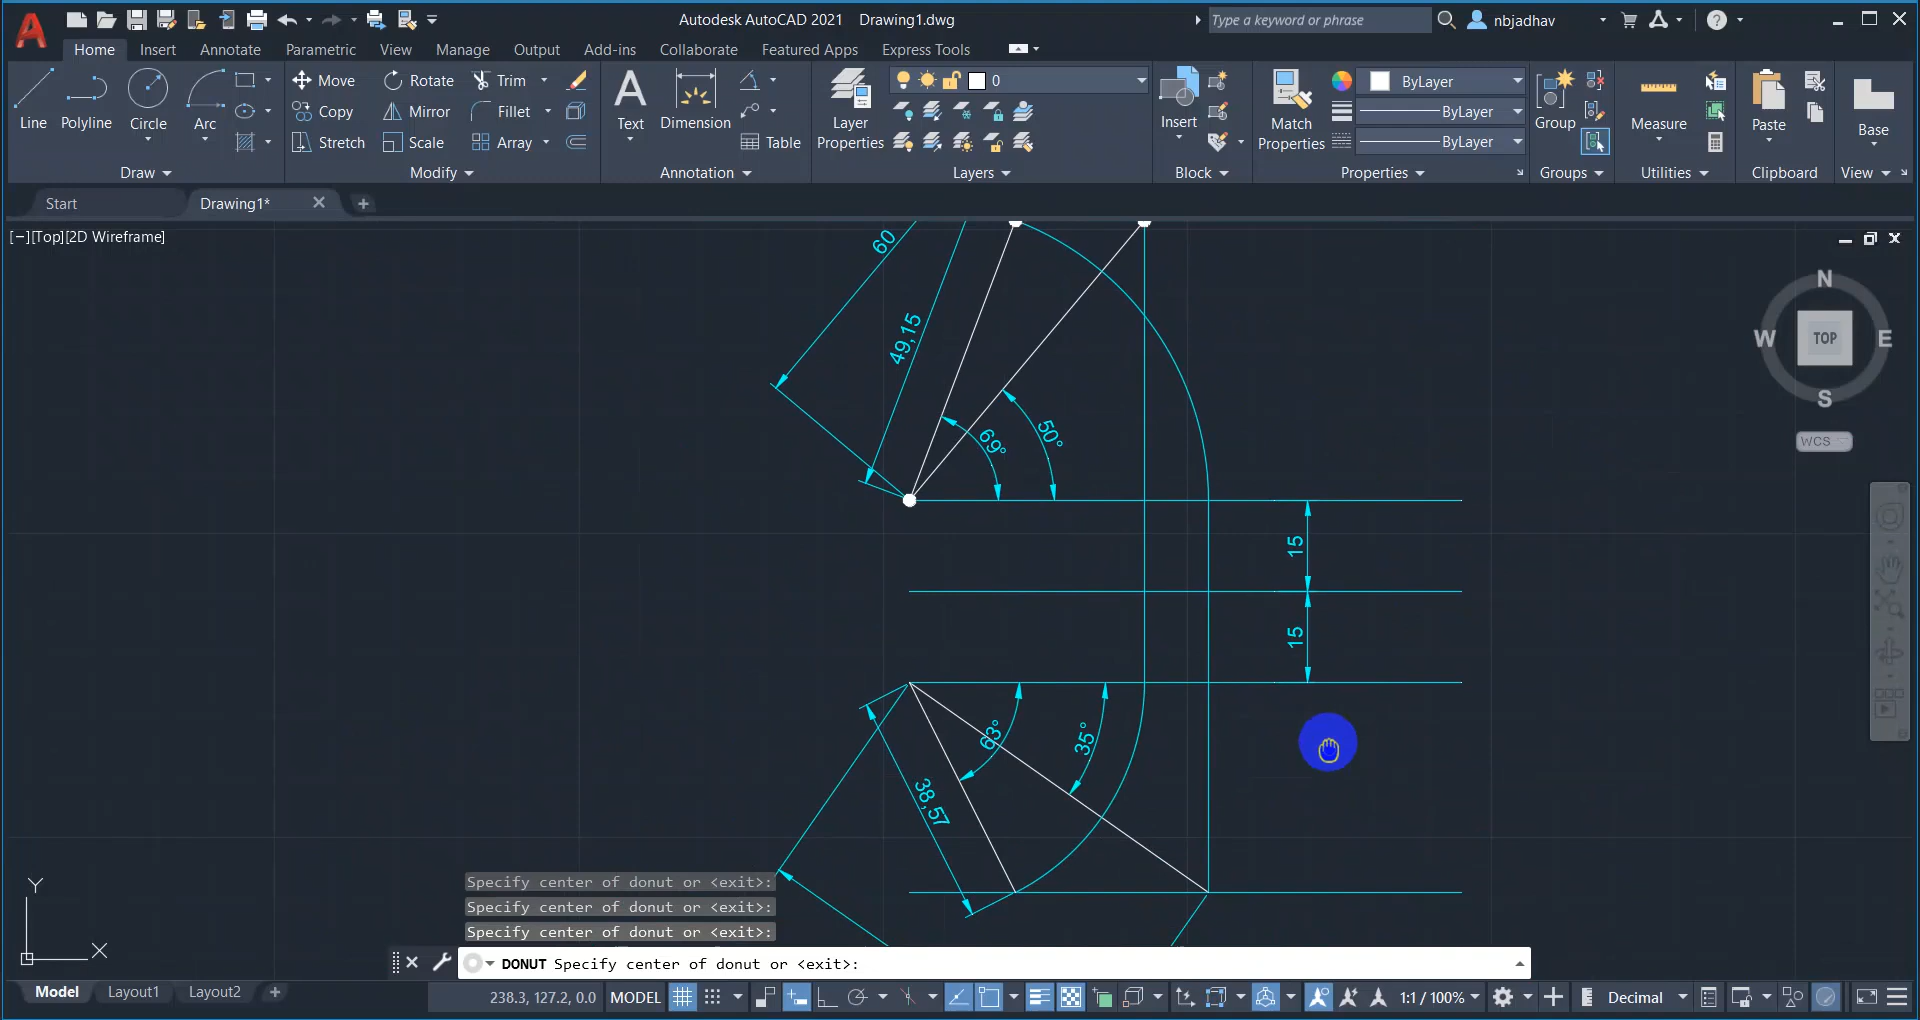 Autodesk AutoCAD 2021 Drawing1.dwg
Type a keyword or phrase
nbjadhav
Home Insert Annotate Parametric View Manage Output Add-ins Collaborate Featured Apps Express Tools
Line Polyline Circle Arc
Move Rotate Trim
Copy Mirror Fillet
Stretch Scale Array
Text Dimension Table
Layer Properties
0
Insert
Match Properties
ByLayer
ByLayer
ByLayer
Group
Measure
Paste
Base
Draw Modify Annotation Layers Block Properties Groups Utilities Clipboard View
Start Drawing1*
[−][Top][2D Wireframe]
N
W TOP E
S
WCS
60
49,15
69°
50°
15
15
63°
35°
38,57
Y
X
Specify center of donut or <exit>:
Specify center of donut or <exit>:
Specify center of donut or <exit>:
DONUT Specify center of donut or <exit>:
Model Layout1 Layout2
238.3, 127.2, 0.0 MODEL 1:1 / 100% Decimal